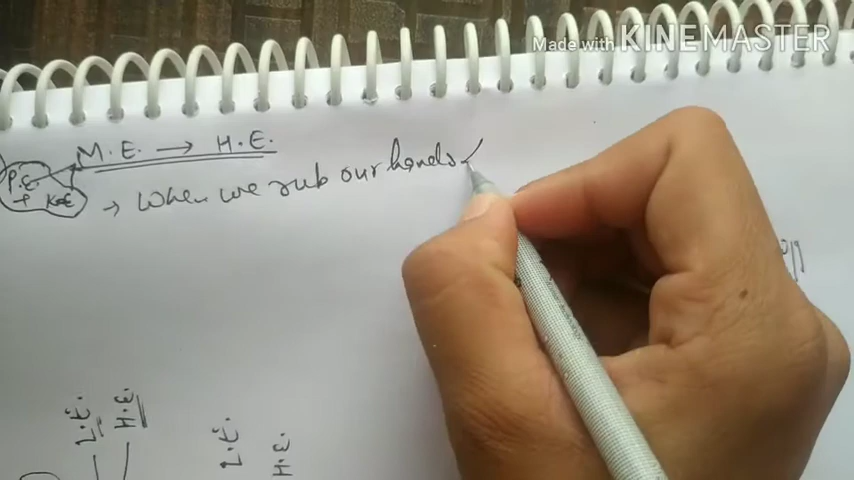 Made with KINEMASTER
M.E. → H.E.
P.E.
+ K.E
→ When we rub our hands
L.E.
H.E.
L.E.
H.E.